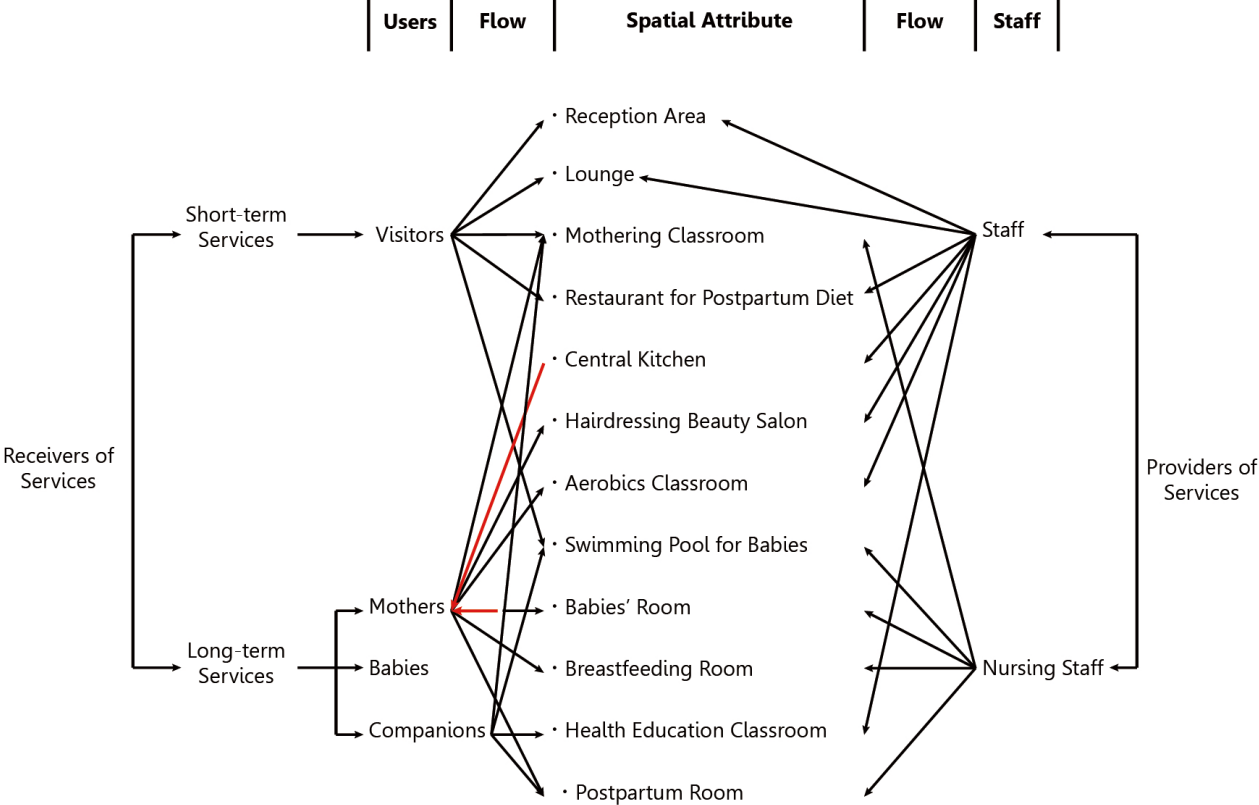 Users
Flow
Spatial Attribute
Flow
Staff
· Reception Area
· Lounge
Short-term
Services
Visitors
· Mothering Classroom
Staff
· Restaurant for Postpartum Diet
· Central Kitchen
· Hairdressing Beauty Salon
Receivers of
Services
· Aerobics Classroom
Providers of
Services
· Swimming Pool for Babies
Mothers
· Babies’ Room
Long-term
Services
Babies
· Breastfeeding Room
Nursing Staff
Companions
· Health Education Classroom
· Postpartum Room